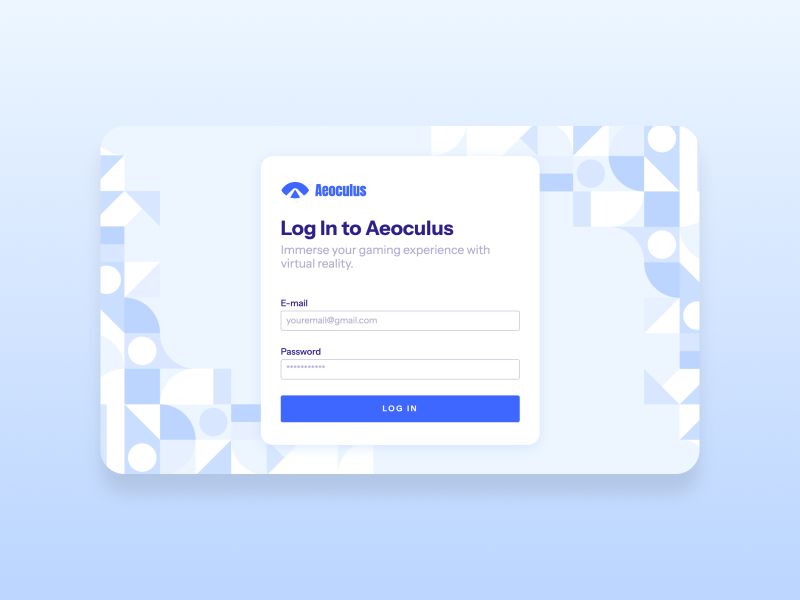 Aeoculus
Log In to Aeoculus
Immerse your gaming experience with
virtual reality.
E-mail
youremail@gmail.com
Password
***********
LOG IN